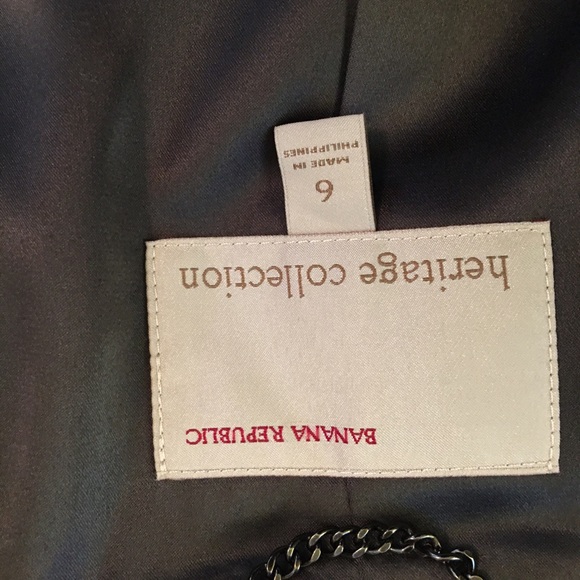 BANANA REPUBLIC
heritage collection
6
MADE IN
PHILIPPINES